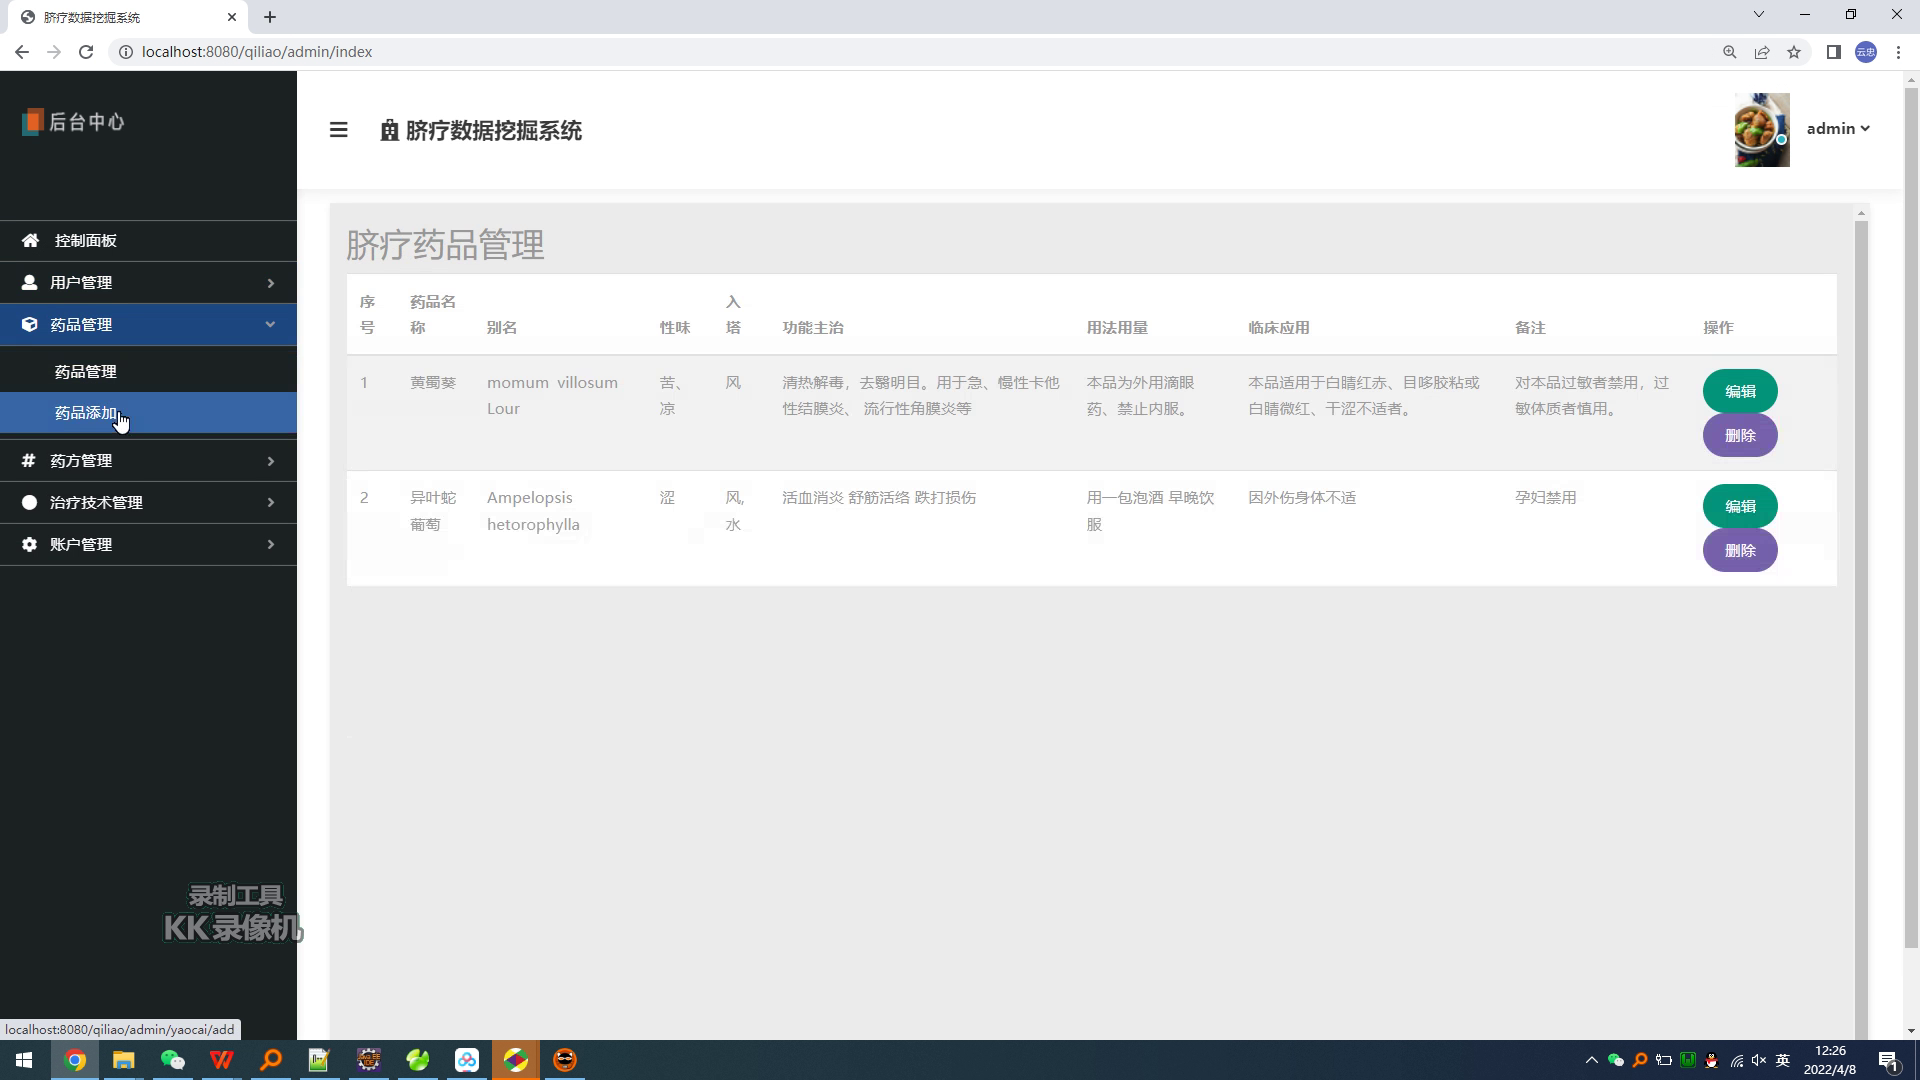 脐疗数据挖掘系统
localhost:8080/qiliao/admin/index
云忠
后台中心
脐疗数据挖掘系统
admin
控制面板
用户管理
药品管理
药品管理
药品添加
药方管理
治疗技术管理
账户管理
脐疗药品管理
序号 药品名称 别名 性味 入塔 功能主治 用法用量 临床应用 备注 操作
1 黄蜀葵 momum villosum Lour 苦、凉 风 清热解毒，去翳明目。用于急、慢性卡他性结膜炎、 流行性角膜炎等 本品为外用滴眼药、禁止内服。 本品适用于白睛红赤、目哆胶粘或白睛微红、干涩不适者。 对本品过敏者禁用，过敏体质者慎用。 编辑 删除
2 异叶蛇葡萄 Ampelopsis hetorophylla 涩 风,水 活血消炎 舒筋活络 跌打损伤 用一包泡酒 早晚饮服 因外伤身体不适 孕妇禁用 编辑 删除
录制工具
KK录像机
localhost:8080/qiliao/admin/yaocai/add
英
12:26
2022/4/8
1